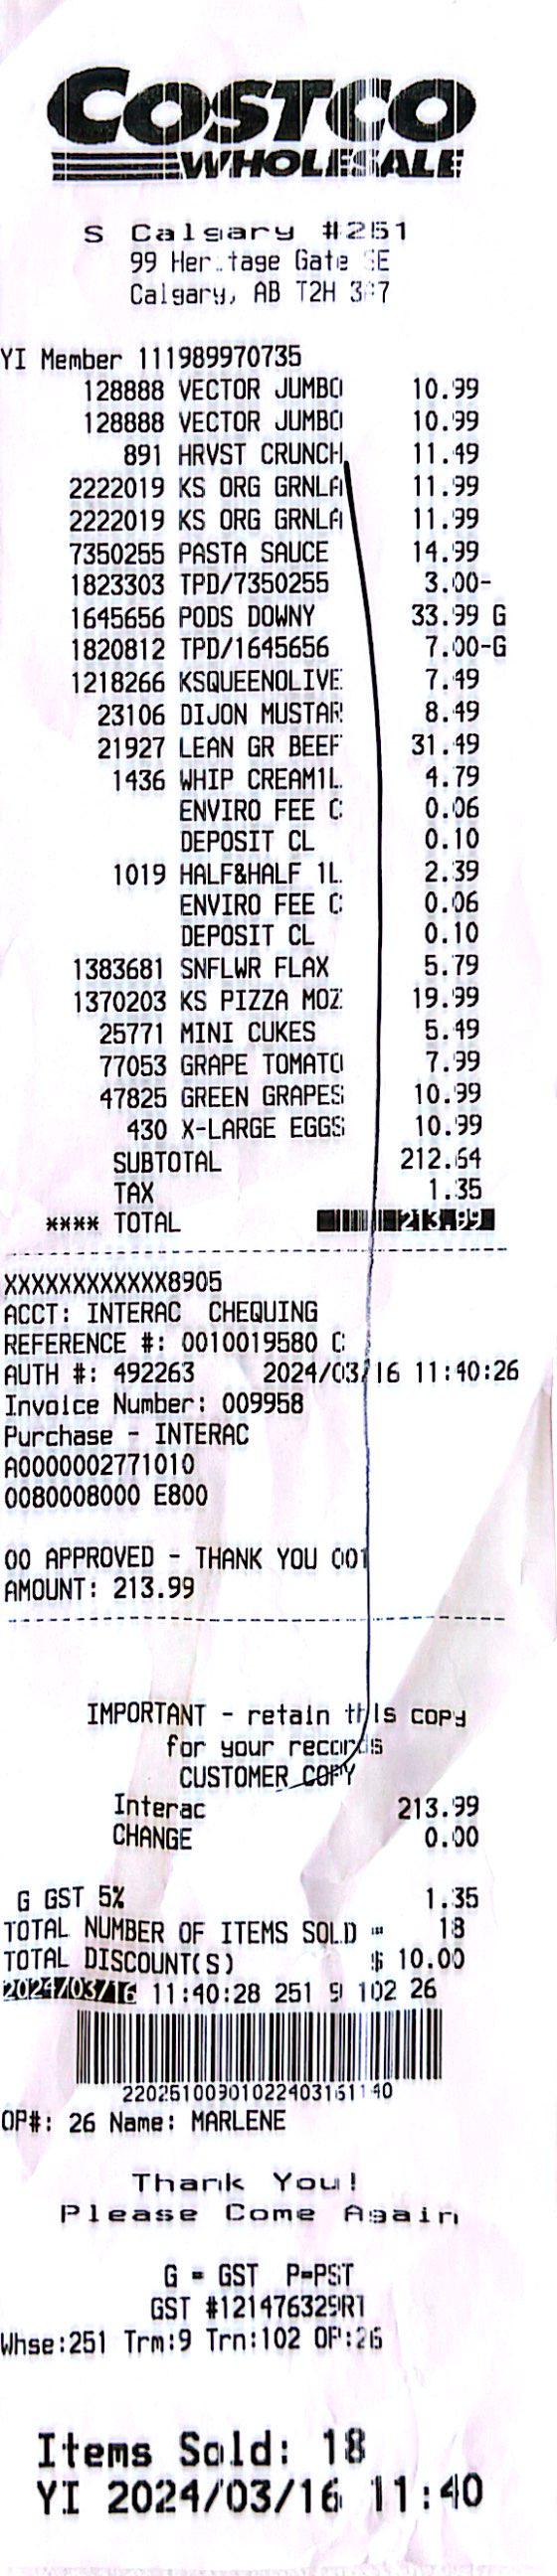 COSTCO
WHOLESALE
S Calgary #251
99 Her tage Gate SE
Calgary, AB T2H
YI Member 111989970735
128888 VECTOR JUMBO 10.99
128888 VECTOR JUMBO 10.99
891 HRVST CRUNCH 11.49
2222019 KS ORG GRNLA 11.99
2222019 KS ORG GRNLA 11.99
7350255 PASTA SAUCE 14.99
1823303 TPD/7350255 3.00-
1645656 PODS DOWNY 33.99 G
1820812 TPD/1645656 7.00-G
1218266 KSQUEENOLIVE 7.49
23106 DIJON MUSTAR 8.49
21927 LEAN GR BEEF 31.49
1436 WHIP CREAM1L 4.79
ENVIRO FEE C 0.06
DEPOSIT CL 0.10
1019 HALF&HALF 1L 2.39
ENVIRO FEE C 0.06
DEPOSIT CL 0.10
1383681 SNFLWR FLAX 5.79
1370203 KS PIZZA MOZ 19.99
25771 MINI CUKES 5.49
77053 GRAPE TOMATO 7.99
47825 GREEN GRAPES 10.99
430 X-LARGE EGGS 10.99
SUBTOTAL 212.64
TAX 1.35
**** TOTAL 213.99
XXXXXXXXXXXX8905
ACCT: INTERAC CHEQUING
REFERENCE #: 0010019580 C
AUTH #: 492263 2024/03/16 11:40:26
Invoice Number: 009958
Purchase - INTERAC
A0000002771010
0080008000 E800
00 APPROVED - THANK YOU 001
AMOUNT: 213.99
IMPORTANT - retain this copy
for your records
CUSTOMER COPY
Interac 213.99
CHANGE 0.00
G GST 5% 1.35
TOTAL NUMBER OF ITEMS SOLD = 18
TOTAL DISCOUNT(S) $ 10.00
2024/03/16 11:40:28 251 9 102 26
22025100901022403161140
OP#: 26 Name: MARLENE
Thank You!
Please Come Again
G = GST P=PST
GST #121476329RT
Whse:251 Trm:9 Trn:102 OP:26
Items Sold: 18
YI 2024/03/16 11:40